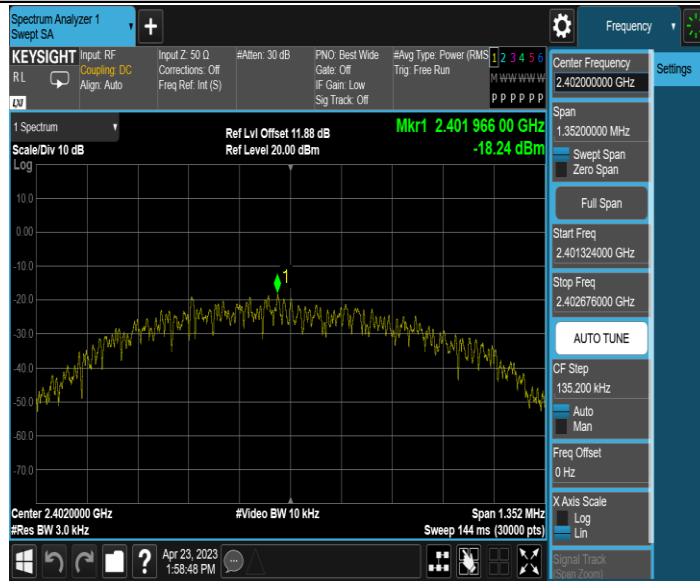 Spectrum Analyzer 1
Swept SA
+
Frequency
KEYSIGHT
RL
LXI
Input: RF
Coupling: DC
Align: Auto
Input Z: 50 Ω
Corrections: Off
Freq Ref: Int (S)
#Atten: 30 dB
PNO: Best Wide
Gate: Off
IF Gain: Low
Sig Track: Off
#Avg Type: Power (RMS
Trig: Free Run
1 2 3 4 5 6
M W W W W W
P P P P P P
Center Frequency
2.402000000 GHz
Settings
Span
1.35200000 MHz
Swept Span
Zero Span
Full Span
Start Freq
2.401324000 GHz
Stop Freq
2.402676000 GHz
AUTO TUNE
CF Step
135.200 kHz
Auto
Man
Freq Offset
0 Hz
X Axis Scale
Log
Lin
Signal Track
(Span Zoom)
1 Spectrum
Scale/Div 10 dB
Log
Ref Lvl Offset 11.88 dB
Ref Level 20.00 dBm
Mkr1 2.401 966 00 GHz
-18.24 dBm
10.0
0.00
-10.0
-20.0
-30.0
-40.0
-50.0
-60.0
-70.0
1
Center 2.4020000 GHz
#Res BW 3.0 kHz
#Video BW 10 kHz
Span 1.352 MHz
Sweep 144 ms (30000 pts)
?
Apr 23, 2023
1:58:48 PM